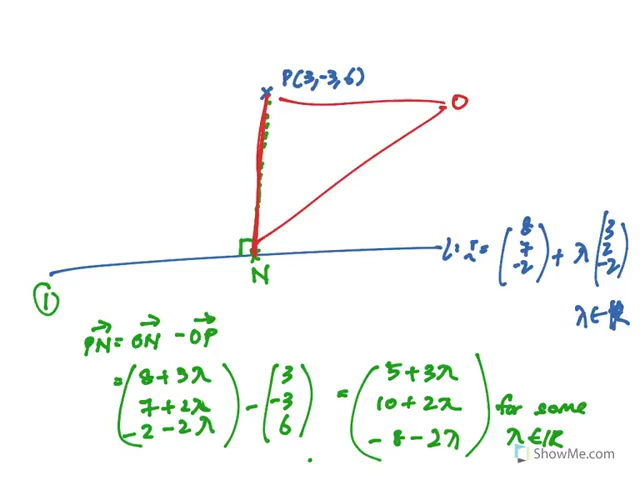 P(3,-3,6)
O
L: r = (8 7 -2) + λ (3 2 -2)
N
λ∈ℝ
①
PN = ON - OP
= (8+3λ 7+2λ -2-2λ) - (3 -3 6) = (5+3λ 10+2λ -8-2λ) for some λ∈ℝ
ShowMe.com